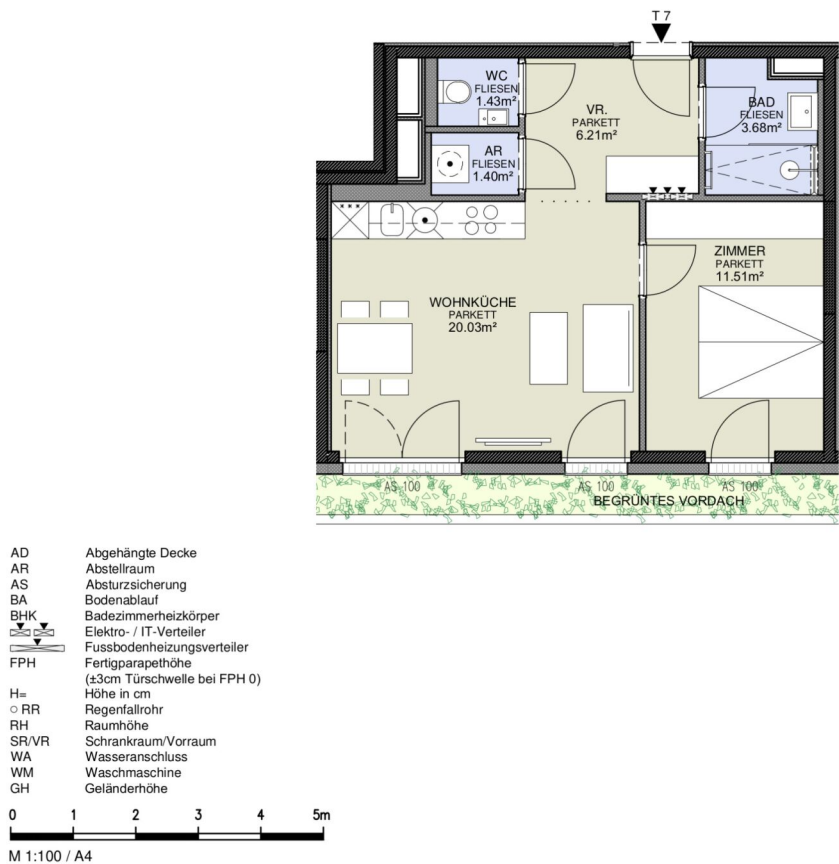 T 7
WC
FLIESEN
1.43m²
VR.
PARKETT
6.21m²
BAD
FLIESEN
3.68m²
AR
FLIESEN
1.40m²
ZIMMER
PARKETT
11.51m²
WOHNKÜCHE
PARKETT
20.03m²
AS 100
AS 100
AS 100
BEGRÜNTES VORDACH
AD Abgehängte Decke
AR Abstellraum
AS Absturzsicherung
BA Bodenablauf
BHK Badezimmerheizkörper
Elektro- / IT-Verteiler
Fussbodenheizungsverteiler
FPH Fertigparapethöhe
(±3cm Türschwelle bei FPH 0)
H= Höhe in cm
RR Regenfallrohr
RH Raumhöhe
SR/VR Schrankraum/Vorraum
WA Wasseranschluss
WM Waschmaschine
GH Geländerhöhe
0 1 2 3 4 5m
M 1:100 / A4